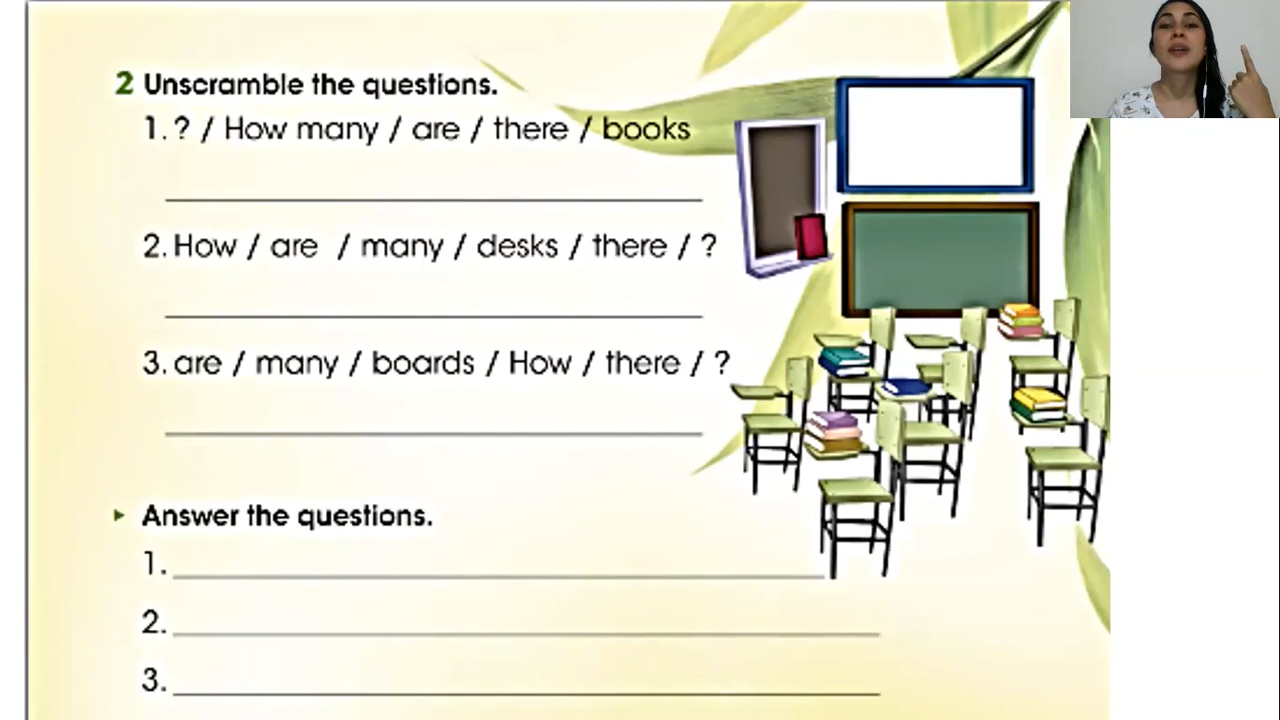 2 Unscramble the questions.
1. ? / How many / are / there / books
2. How / are / many / desks / there / ?
3. are / many / boards / How / there / ?
Answer the questions.
1.
2.
3.